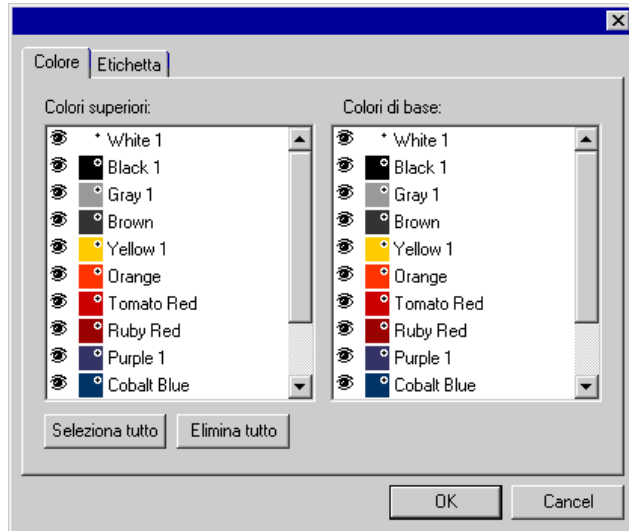 Colore
Etichetta
Colori superiori:
White 1
Black 1
Gray 1
Brown
Yellow 1
Orange
Tomato Red
Ruby Red
Purple 1
Cobalt Blue
Colori di base:
White 1
Black 1
Gray 1
Brown
Yellow 1
Orange
Tomato Red
Ruby Red
Purple 1
Cobalt Blue
Seleziona tutto
Elimina tutto
OK
Cancel